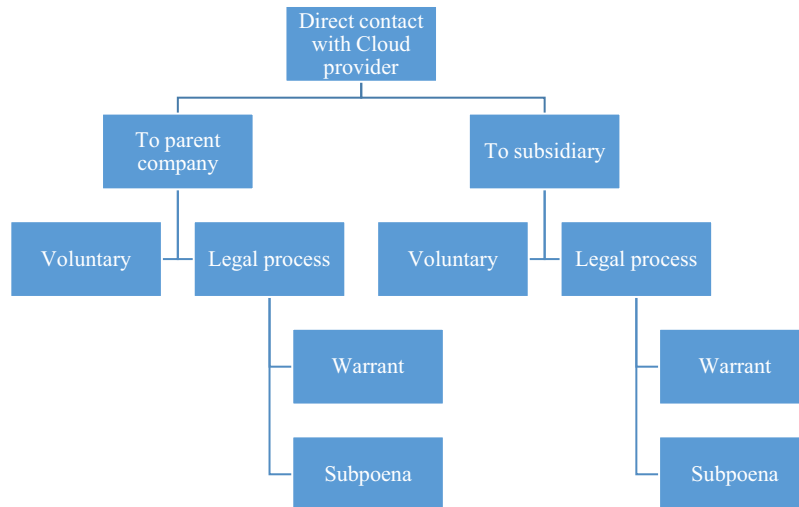 Direct contact
with Cloud
provider
To parent
company
To subsidiary
Voluntary
Legal process
Voluntary
Legal process
Warrant
Warrant
Subpoena
Subpoena